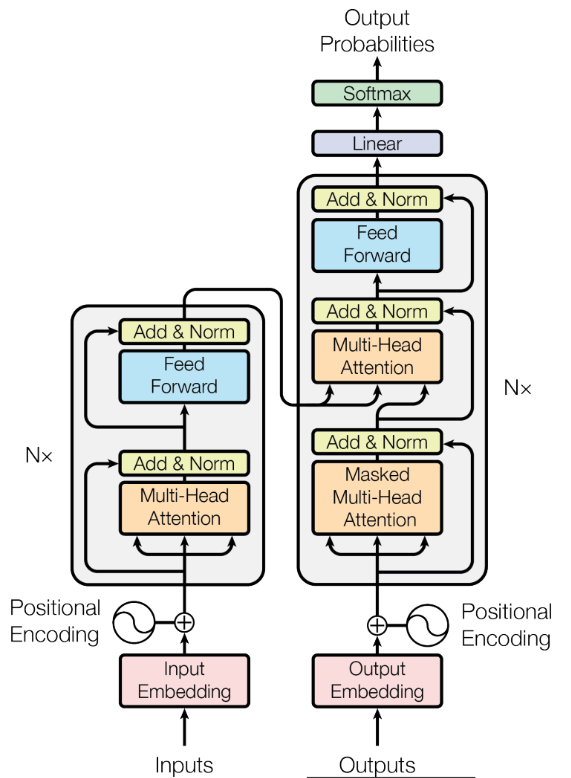 Output
Probabilities
Softmax
Linear
Add & Norm
Feed
Forward
Add & Norm
Multi-Head
Attention
Add & Norm
Masked
Multi-Head
Attention
Nx
Add & Norm
Feed
Forward
Add & Norm
Multi-Head
Attention
Nx
Positional
Encoding
Positional
Encoding
Input
Embedding
Output
Embedding
Inputs
Outputs